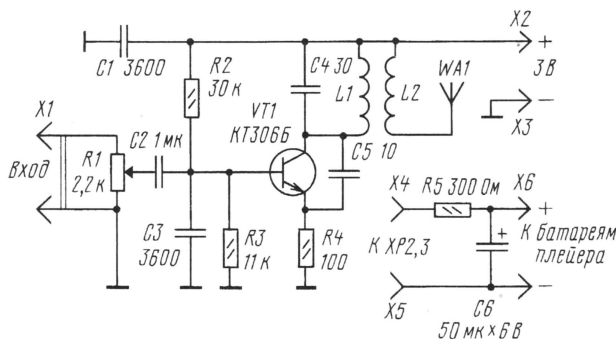 X2
C1 3600
R2
30 к
C4 30
L1
L2
WA1
+
3 В
X1
VT1
КТ306Б
–
X3
Вход
R1
2,2 к
C2 1 мк
C5 10
X4
R5 300 Ом
X6
C3
3600
R3
11 к
R4
100
К XP2,3
+
+
К батареям
плейера
X5
C6
–
50 мк × 6 В